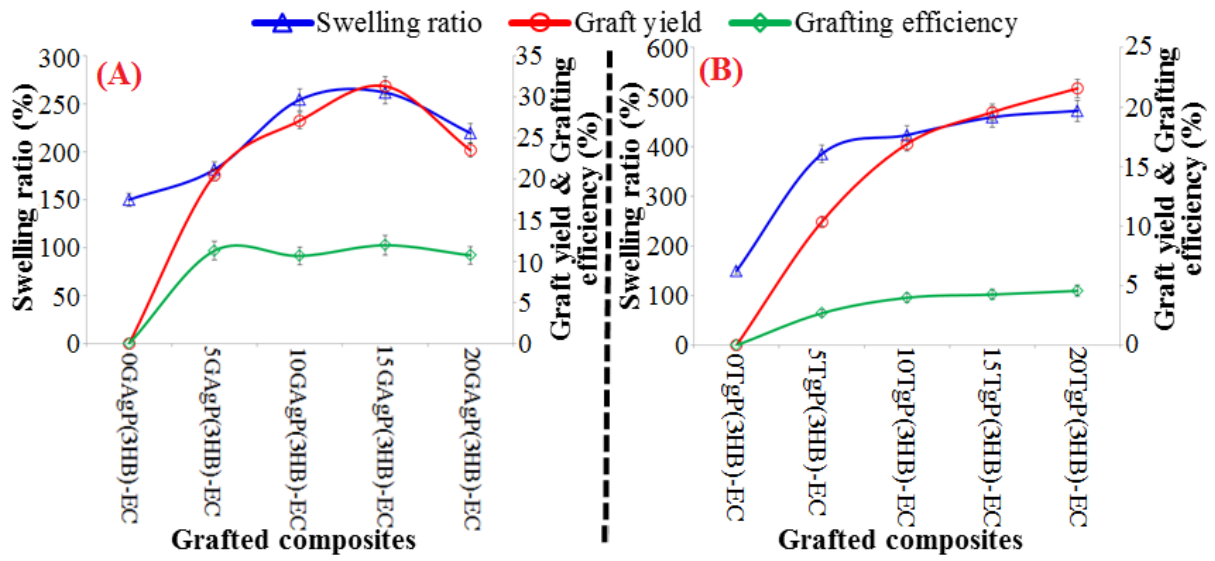 Swelling ratio Graft yield Grafting efficiency
(A)
Swelling ratio (%)
300
250
200
150
100
50
0
35
30
25
20
15
10
5
0
Graft yield & Grafting
efficiency (%)
0GAgP(3HB)-EC
5GAgP(3HB)-EC
10GAgP(3HB)-EC
15GAgP(3HB)-EC
20GAgP(3HB)-EC
Grafted composites
(B)
Swelling ratio (%)
600
500
400
300
200
100
0
25
20
15
10
5
0
Graft yield & Grafting
efficiency (%)
0TgP(3HB)-EC
5TgP(3HB)-EC
10TgP(3HB)-EC
15TgP(3HB)-EC
20TgP(3HB)-EC
Grafted composites